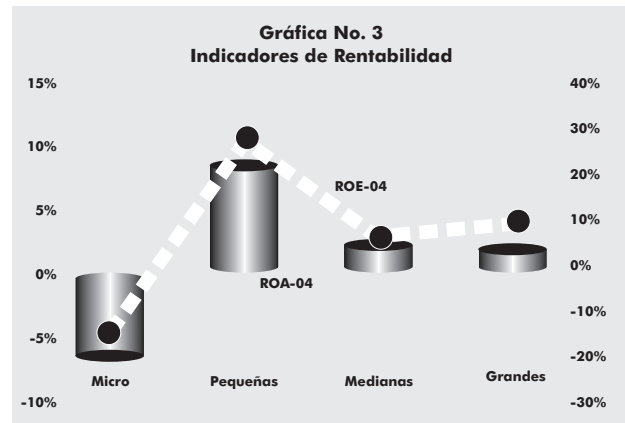 Gráfica No. 3
Indicadores de Rentabilidad
15%
40%
10%
30%
20%
ROE-04
5%
10%
0%
0%
ROA-04
-10%
-5%
-20%
Micro
Pequeñas
Medianas
Grandes
-10%
-30%